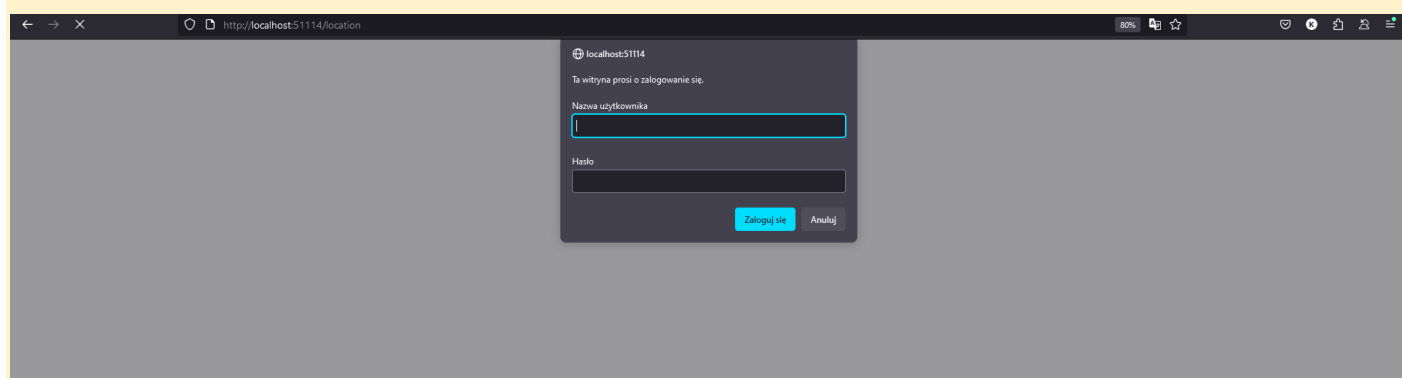 http://localhost:51114/location
80%
K
localhost:51114
Ta witryna prosi o zalogowanie się.
Nazwa użytkownika
Hasło
Zaloguj się
Anuluj